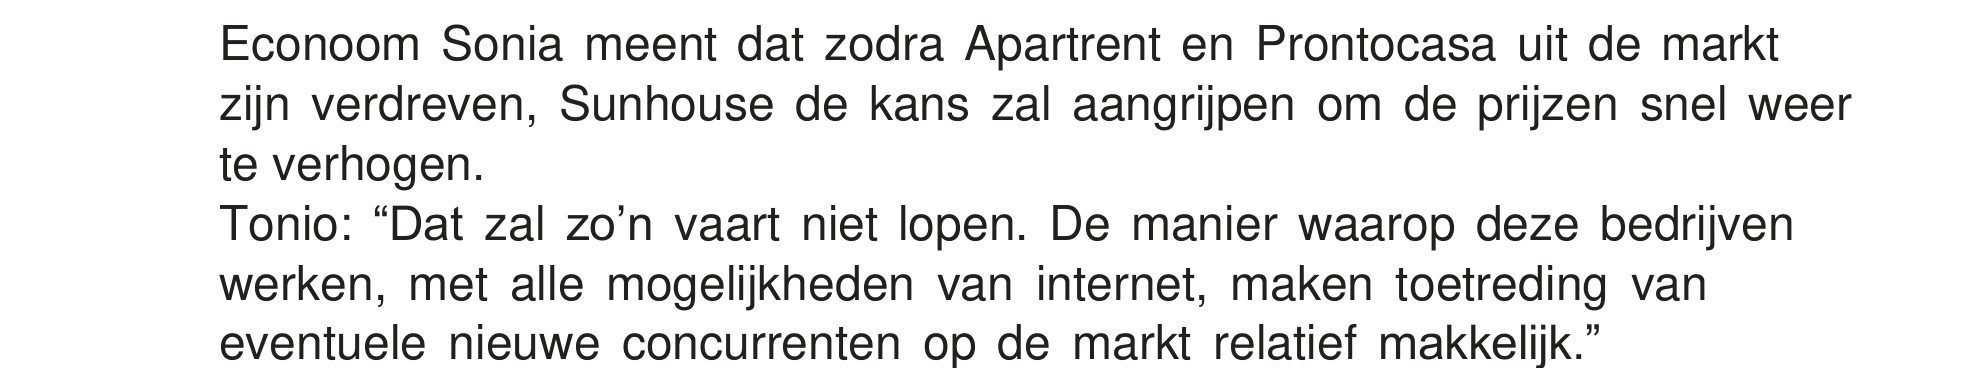 Econoom Sonia meent dat zodra Apartrent en Prontocasa uit de markt
zijn verdreven, Sunhouse de kans zal aangrijpen om de prijzen snel weer
te verhogen.
Tonio: “Dat zal zo’n vaart niet lopen. De manier waarop deze bedrijven
werken, met alle mogelijkheden van internet, maken toetreding van
eventuele nieuwe concurrenten op de markt relatief makkelijk.”